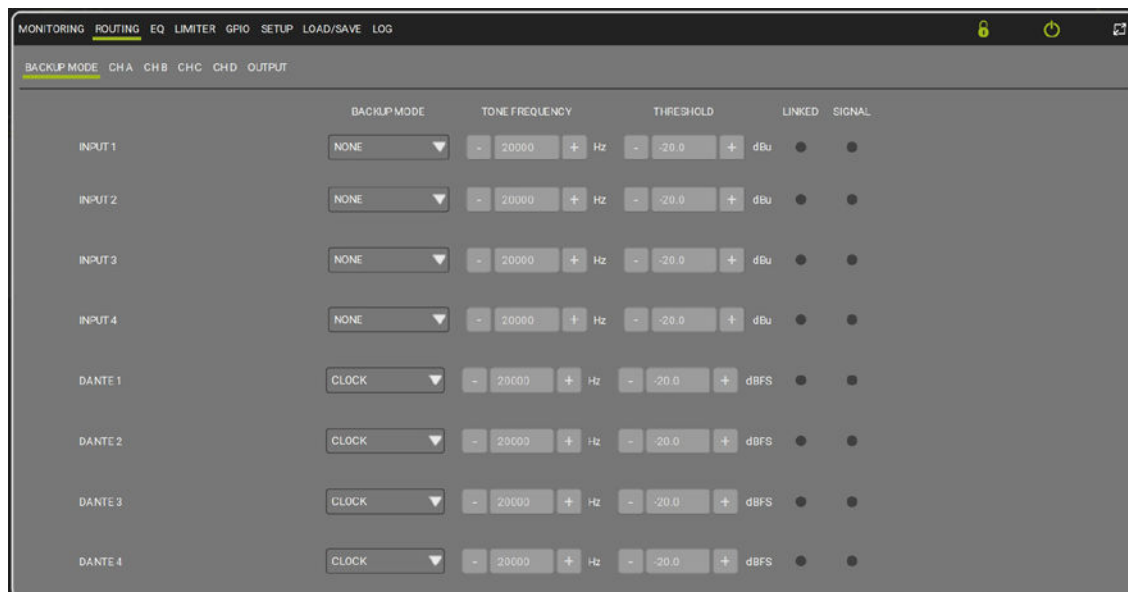 MONITORING ROUTING EQ LIMITER GPIO SETUP LOAD/SAVE LOG
BACKUP MODE CH A CH B CH C CH D OUTPUT
BACKUP MODE TONE FREQUENCY THRESHOLD LINKED SIGNAL
INPUT 1 NONE - 20000 + Hz - -20.0 + dBu
INPUT 2 NONE - 20000 + Hz - -20.0 + dBu
INPUT 3 NONE - 20000 + Hz - -20.0 + dBu
INPUT 4 NONE - 20000 + Hz - -20.0 + dBu
DANTE 1 CLOCK - 20000 + Hz - -20.0 + dBFS
DANTE 2 CLOCK - 20000 + Hz - -20.0 + dBFS
DANTE 3 CLOCK - 20000 + Hz - -20.0 + dBFS
DANTE 4 CLOCK - 20000 + Hz - -20.0 + dBFS